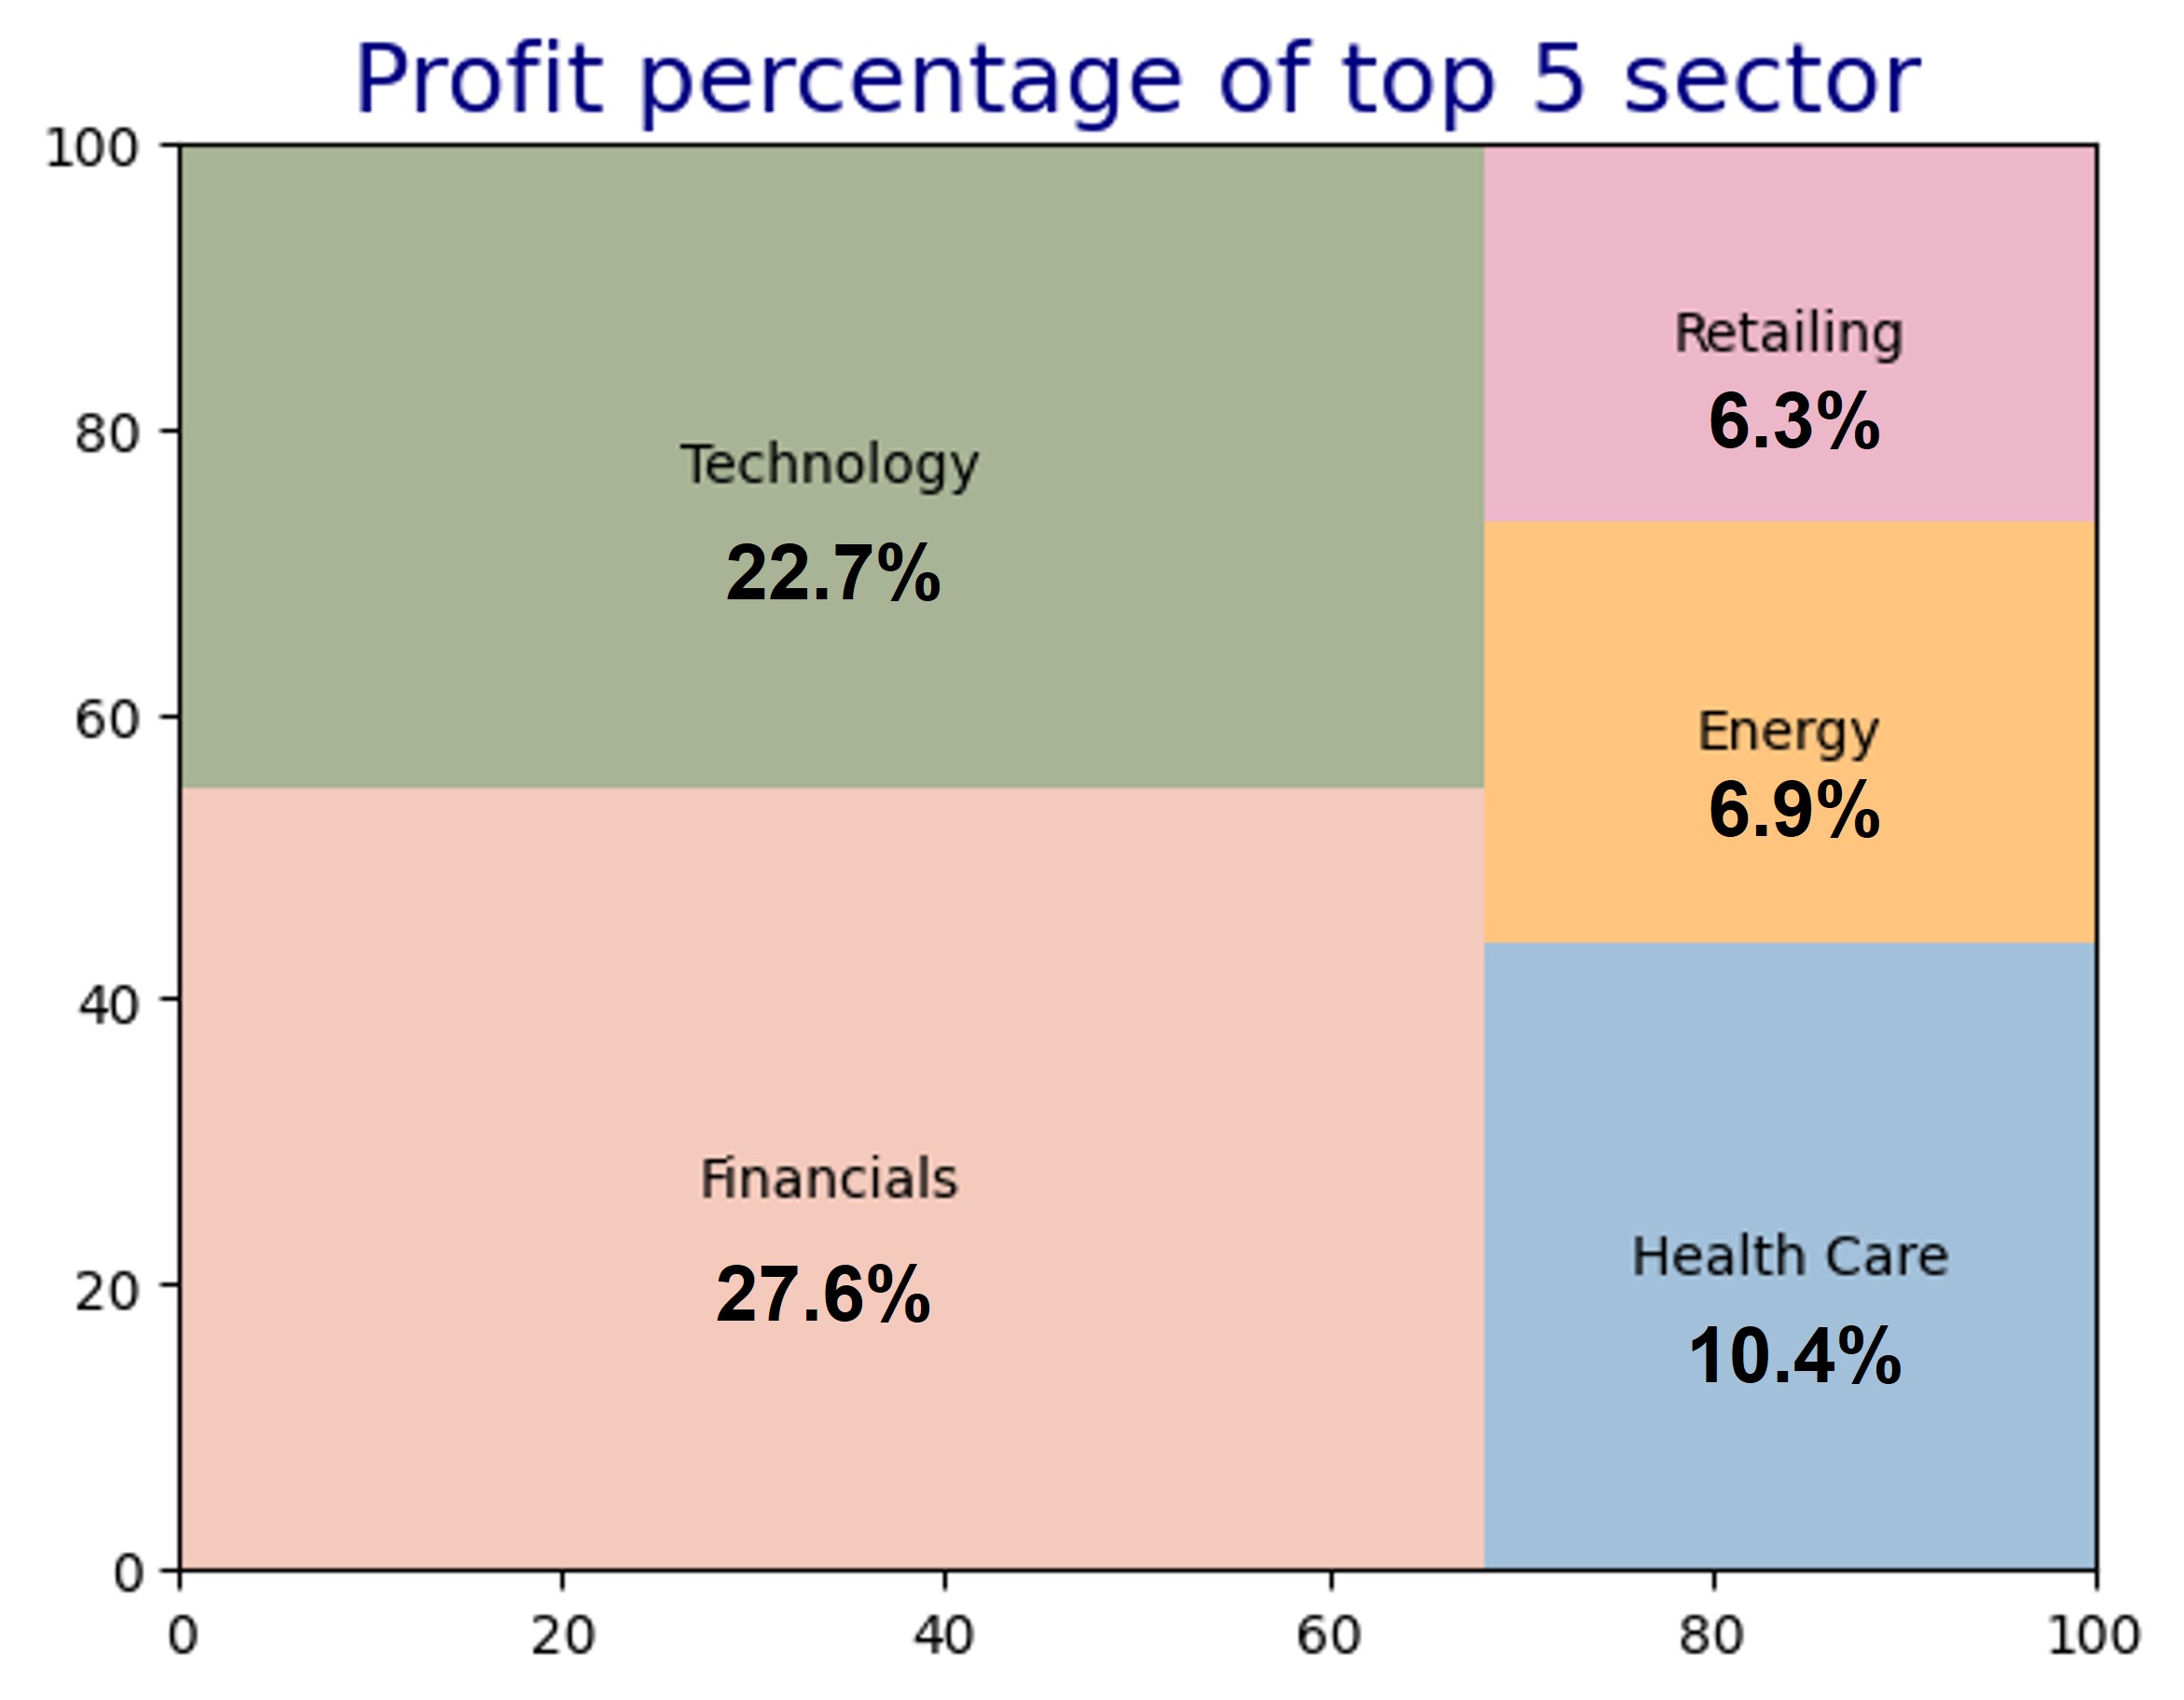 Profit percentage of top 5 sector
100
80
60
40
20
0
Technology
22.7%
Financials
27.6%
Retailing
6.3%
Energy
6.9%
Health Care
10.4%
0 20 40 60 80 100